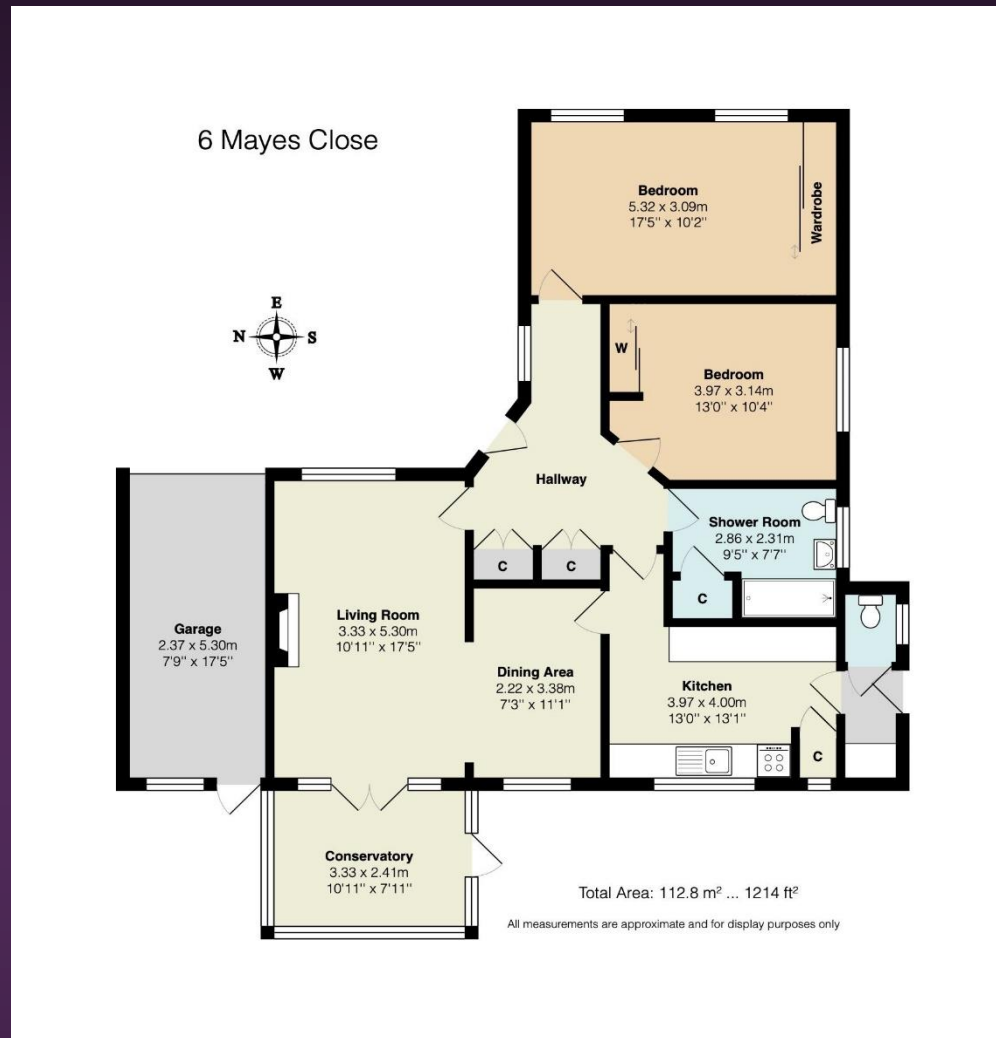 6 Mayes Close
Bedroom
5.32 x 3.09m
17'5" x 10'2"
Wardrobe
E
N S
W
W
Bedroom
3.97 x 3.14m
13'0" x 10'4"
Hallway
Shower Room
2.86 x 2.31m
9'5" x 7'7"
C
C
C
Living Room
3.33 x 5.30m
10'11" x 17'5"
Garage
2.37 x 5.30m
7'9" x 17'5"
Dining Area
2.22 x 3.38m
7'3" x 11'1"
Kitchen
3.97 x 4.00m
13'0" x 13'1"
C
Conservatory
3.33 x 2.41m
10'11" x 7'11"
Total Area: 112.8 m² ... 1214 ft²
All measurements are approximate and for display purposes only